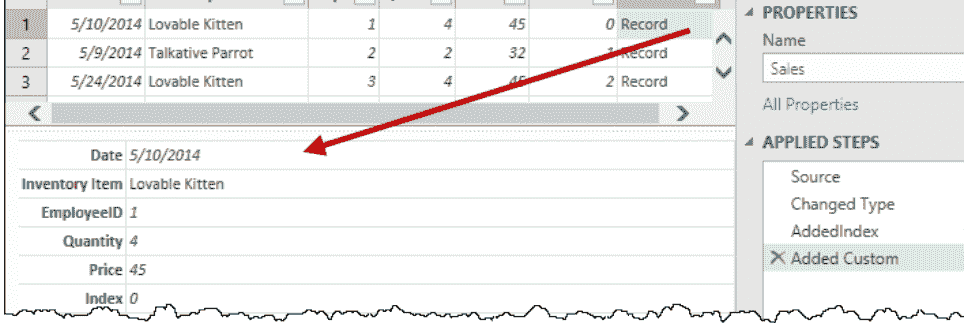 1 5/10/2014 Lovable Kitten 1 4 45 0 Record
2 5/9/2014 Talkative Parrot 2 2 32 1 Record
3 5/24/2014 Lovable Kitten 3 4 45 2 Record
Date 5/10/2014
Inventory Item Lovable Kitten
EmployeeID 1
Quantity 4
Price 45
Index 0
PROPERTIES
Name
Sales
All Properties
APPLIED STEPS
Source
Changed Type
AddedIndex
Added Custom